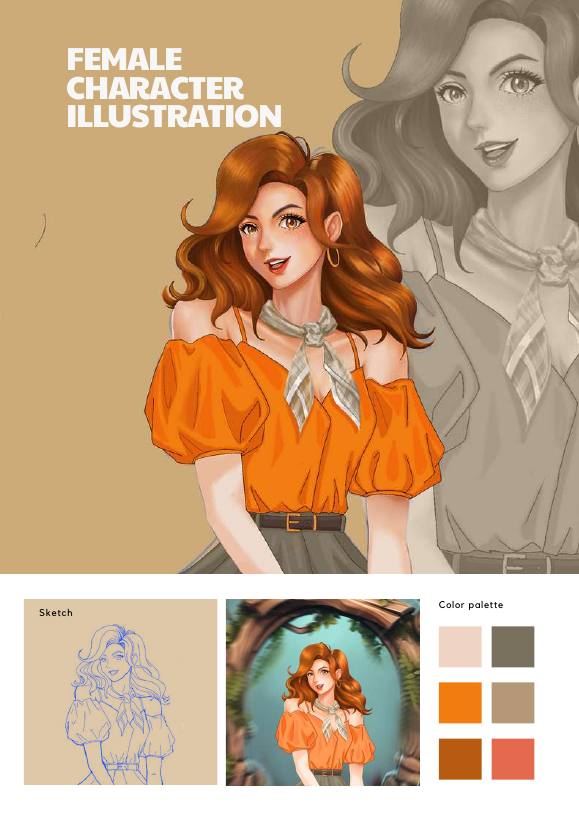 FEMALE
CHARACTER
ILLUSTRATION
Sketch
Color palette